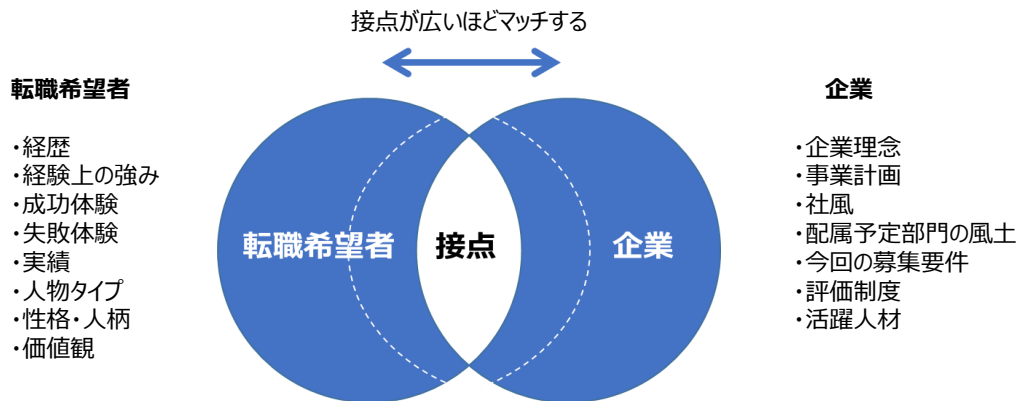 接点が広いほどマッチする
転職希望者
・経歴
・経験上の強み
・成功体験
・失敗体験
・実績
・人物タイプ
・性格・人柄
・価値観
転職希望者
接点
企業
企業
・企業理念
・事業計画
・社風
・配属予定部門の風土
・今回の募集要件
・評価制度
・活躍人材